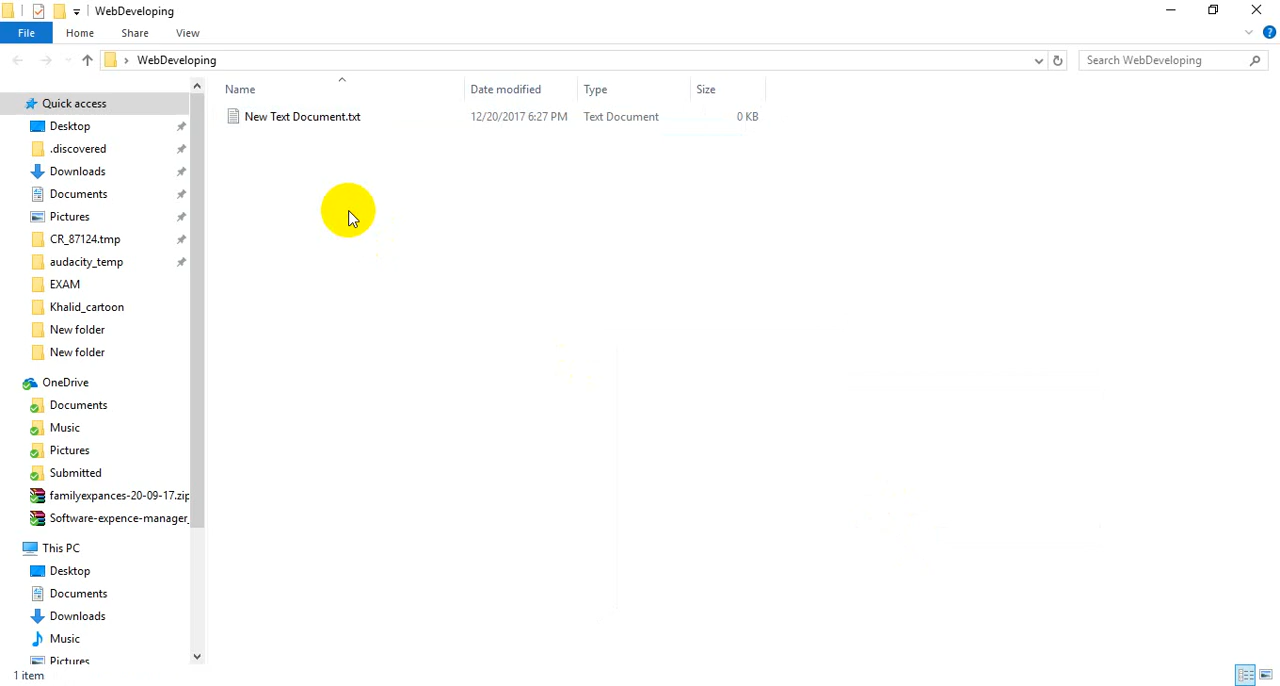 WebDeveloping
File Home Share View
WebDeveloping
Search WebDeveloping
Name Date modified Type Size
New Text Document.txt 12/20/2017 6:27 PM Text Document 0 KB
Quick access
Desktop
.discovered
Downloads
Documents
Pictures
CR_87124.tmp
audacity_temp
EXAM
Khalid_cartoon
New folder
New folder
OneDrive
Documents
Music
Pictures
Submitted
familyexpances-20-09-17.zip
Software-expence-manager_
This PC
Desktop
Documents
Downloads
Music
Pictures
1 item